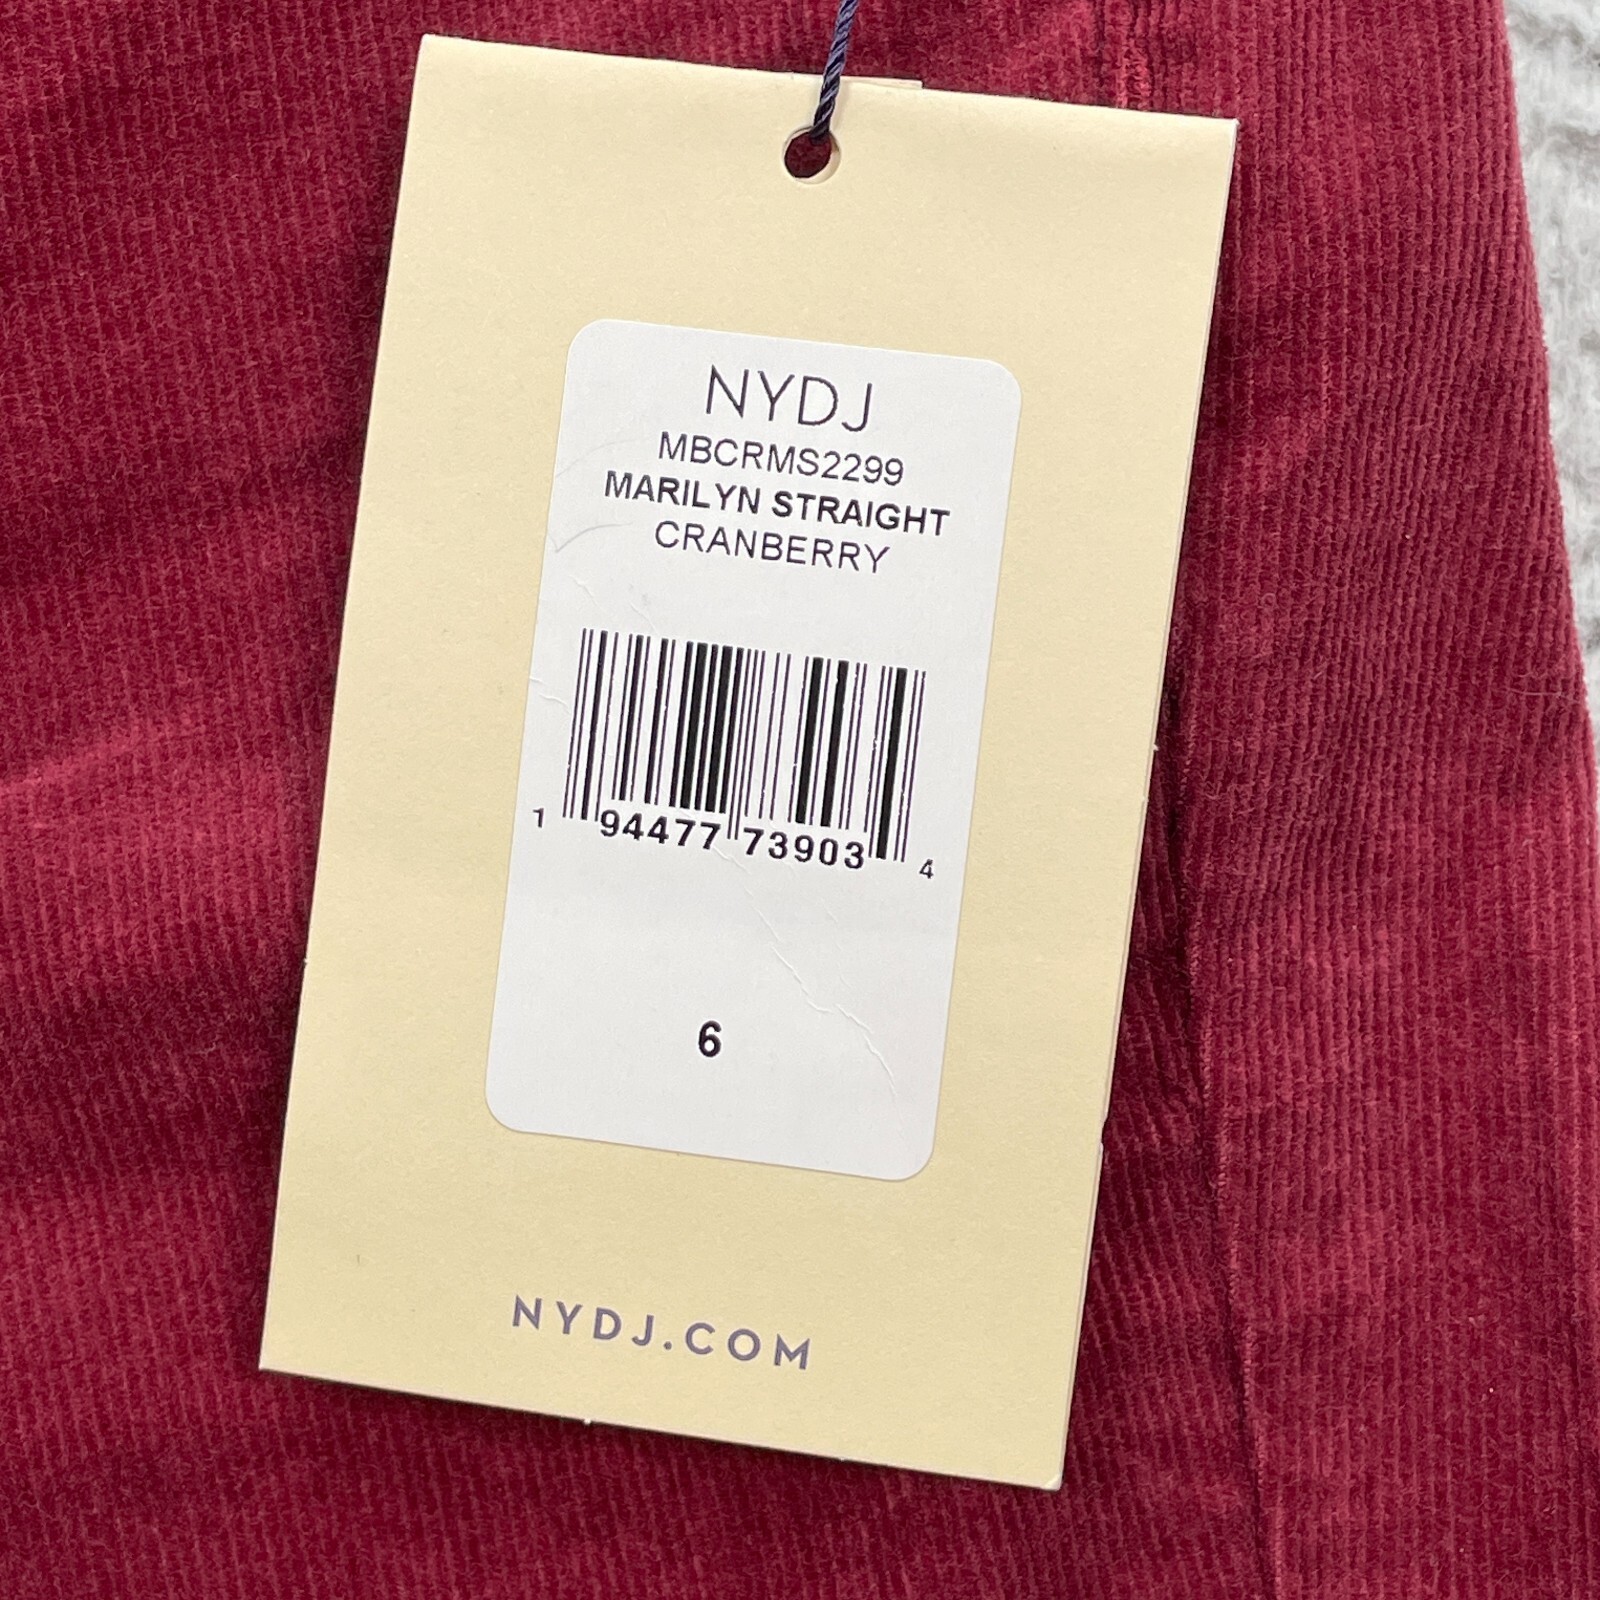 NYDJ
MBCRMS2299
MARILYN STRAIGHT
CRANBERRY
1 94477 73903 4
6
NYDJ.COM